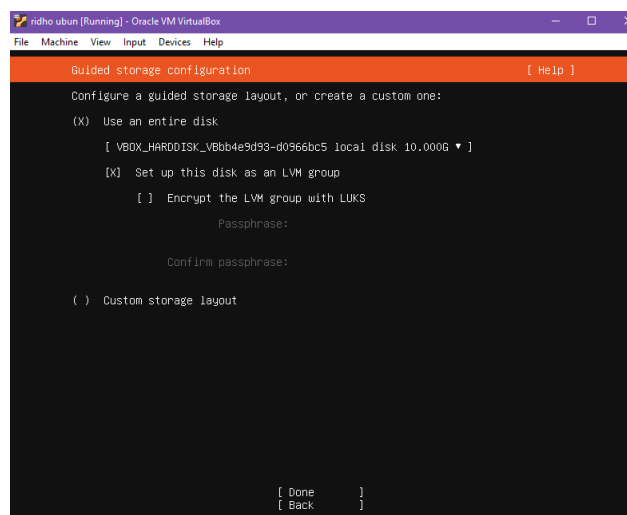 ridho ubun [Running] - Oracle VM VirtualBox
File Machine View Input Devices Help
Guided storage configuration [ Help ]
Configure a guided storage layout, or create a custom one:
(X) Use an entire disk
[ VBOX_HARDDISK_VBbb4e9d93-d0966bc5 local disk 10.000G ▾ ]
[X] Set up this disk as an LVM group
[ ] Encrypt the LVM group with LUKS
Passphrase:
Confirm passphrase:
( ) Custom storage layout
[ Done ]
[ Back ]